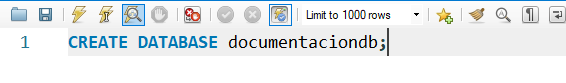 Limit to 1000 rows
1 CREATE DATABASE documentaciondb;